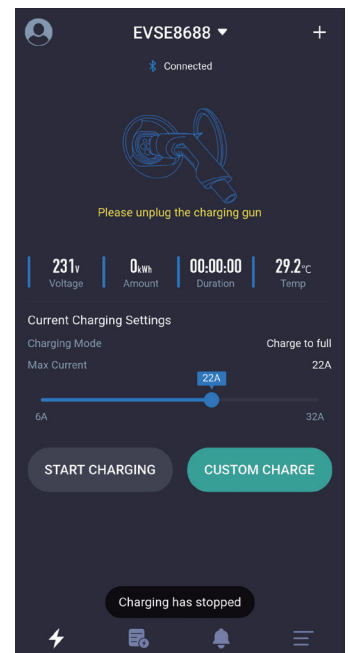 EVSE8688 ▼ +
Connected
Please unplug the charging gun
231v 0kWh 00:00:00 29.2°C
Voltage Amount Duration Temp
Current Charging Settings
Charging Mode Charge to full
Max Current 22A
22A
6A 32A
START CHARGING CUSTOM CHARGE
Charging has stopped